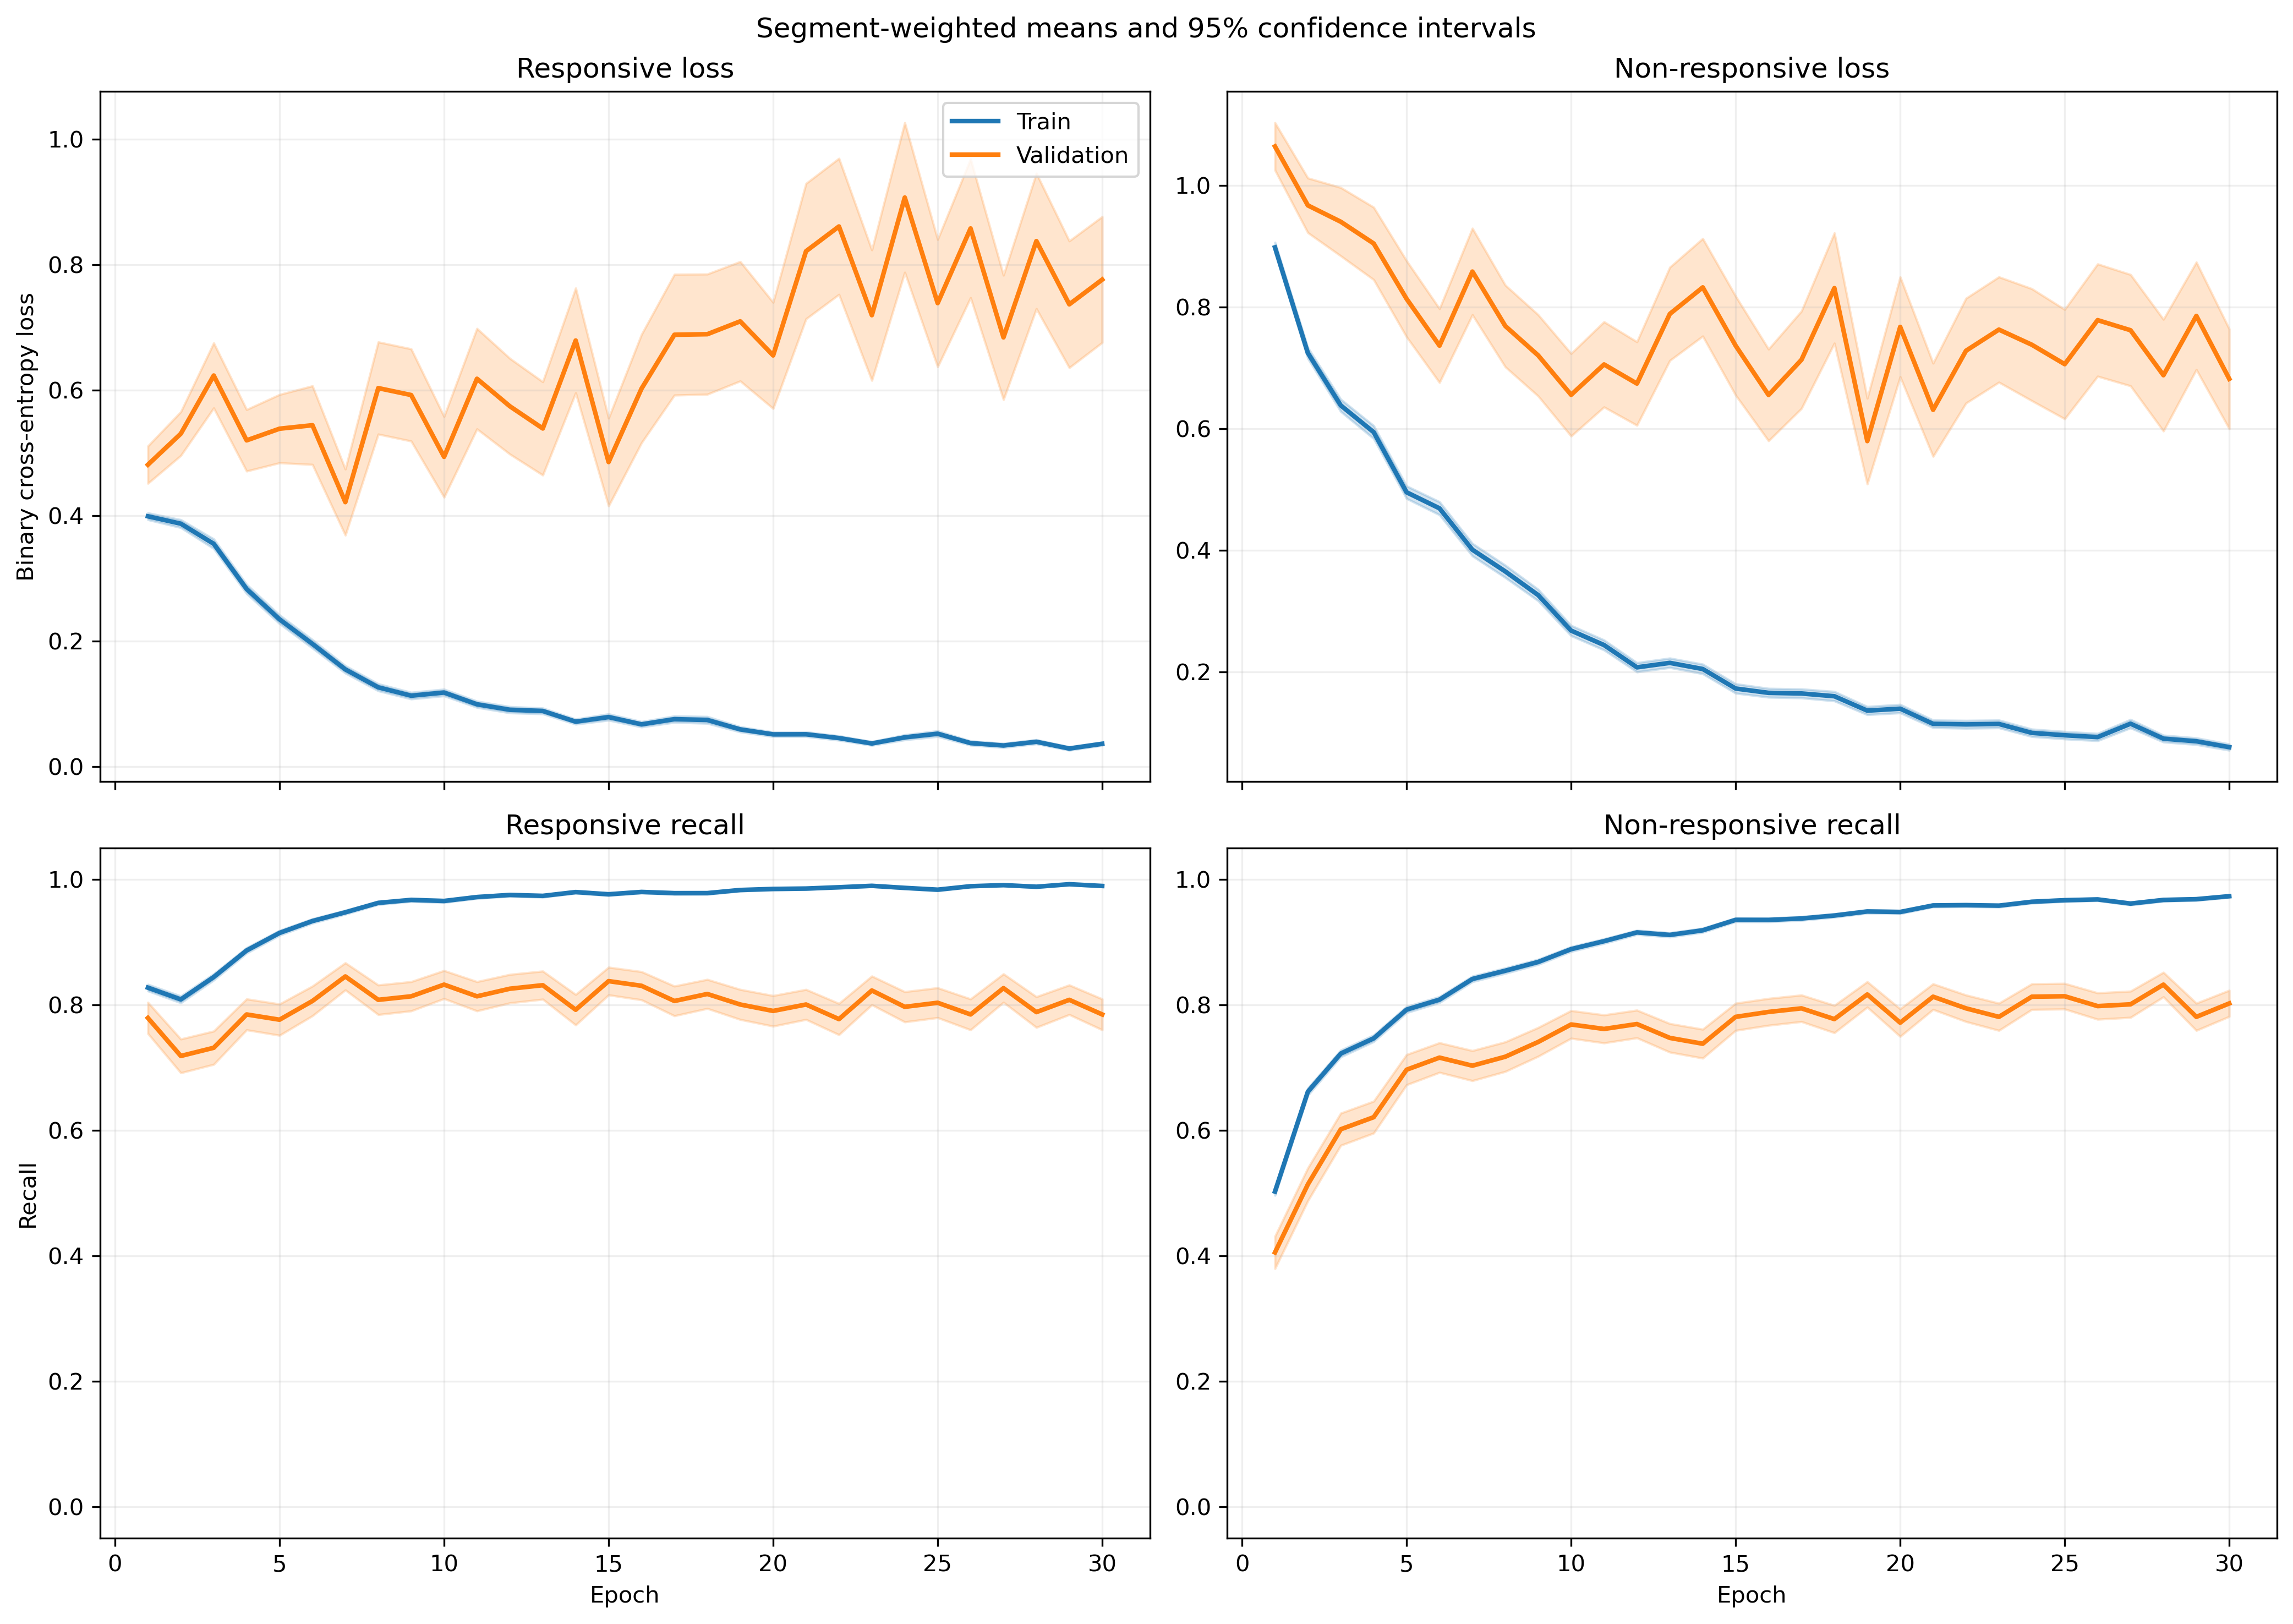 Segment-weighted means and 95% confidence intervals
Responsive loss
Non-responsive loss
Binary cross-entropy loss
1.0
0.8
0.6
0.4
0.2
0.0
Train
Validation
1.0
0.8
0.6
0.4
0.2
Responsive recall
Non-responsive recall
Recall
1.0
0.8
0.6
0.4
0.2
0.0
0 5 10 15 20 25 30
Epoch
1.0
0.8
0.6
0.4
0.2
0.0
0 5 10 15 20 25 30
Epoch